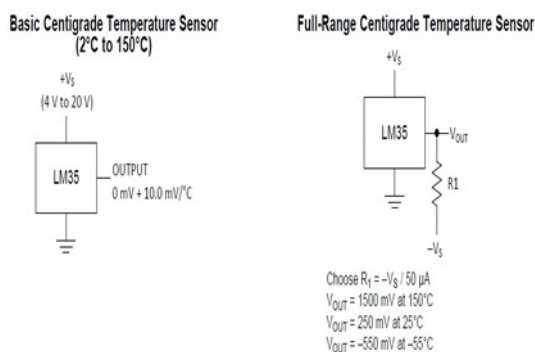 Basic Centigrade Temperature Sensor
(2°C to 150°C)
+VS
(4 V to 20 V)
LM35
OUTPUT
0 mV + 10.0 mV/°C
Full-Range Centigrade Temperature Sensor
+VS
LM35
VOUT
R1
–VS
Choose R1 = –VS / 50 µA
VOUT = 1500 mV at 150°C
VOUT = 250 mV at 25°C
VOUT = –550 mV at –55°C